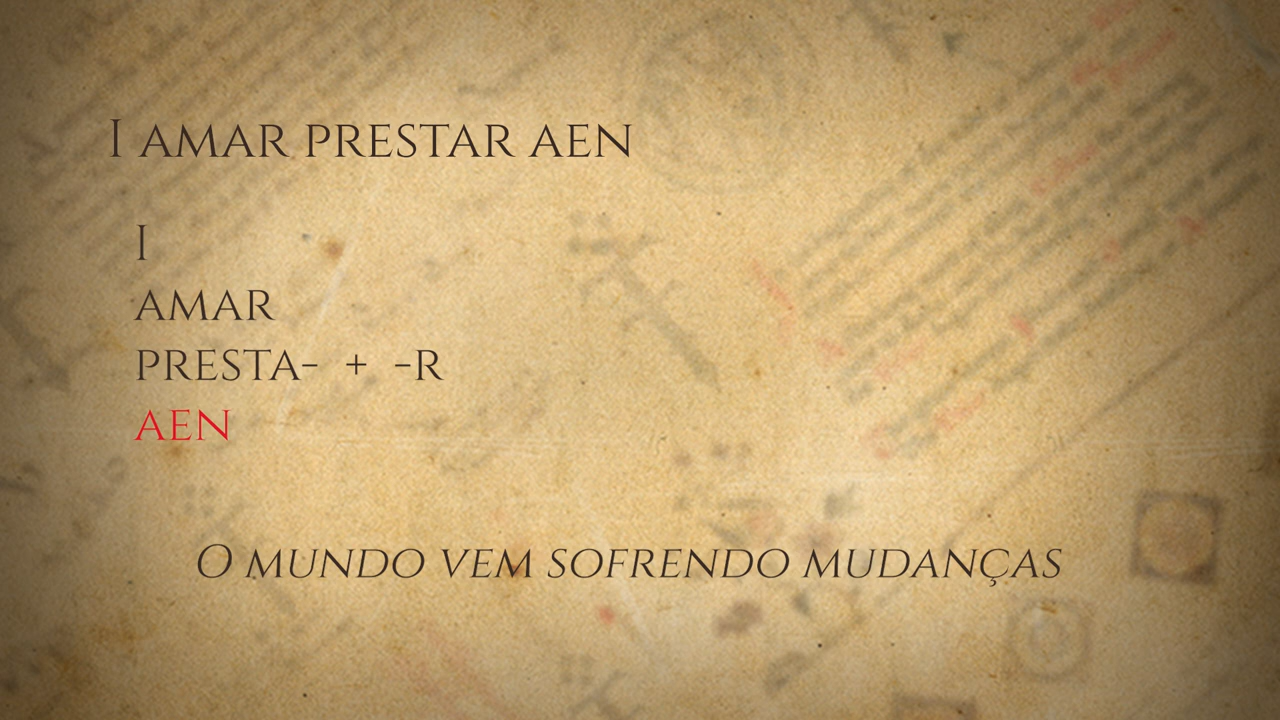 I AMAR PRESTAR AEN
I
AMAR
PRESTA- + -R
AEN
O MUNDO VEM SOFRENDO MUDANÇAS